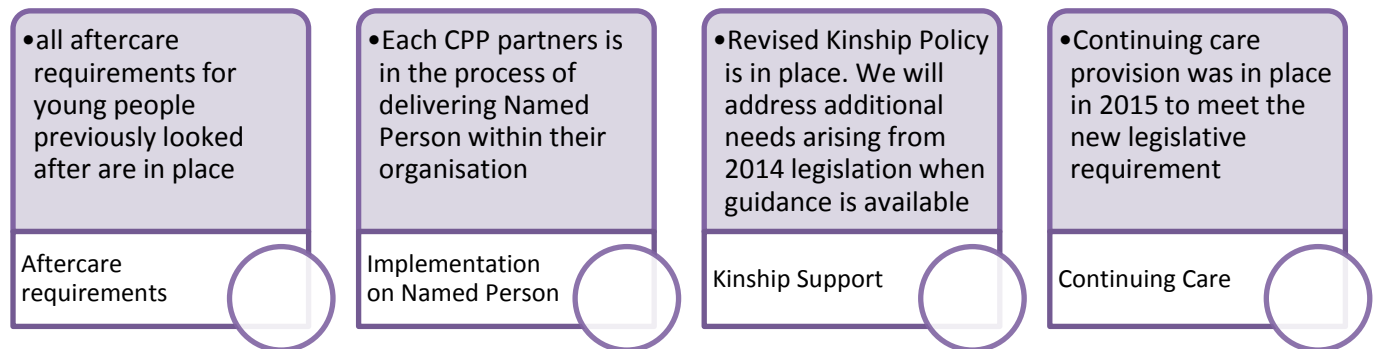 •all aftercare
requirements for
young people
previously looked
after are in place
Aftercare
requirements
•Each CPP partners is
in the process of
delivering Named
Person within their
organisation
Implementation
on Named Person
•Revised Kinship Policy
is in place. We will
address additional
needs arising from
2014 legislation when
guidance is available
Kinship Support
•Continuing care
provision was in place
in 2015 to meet the
new legislative
requirement
Continuing Care